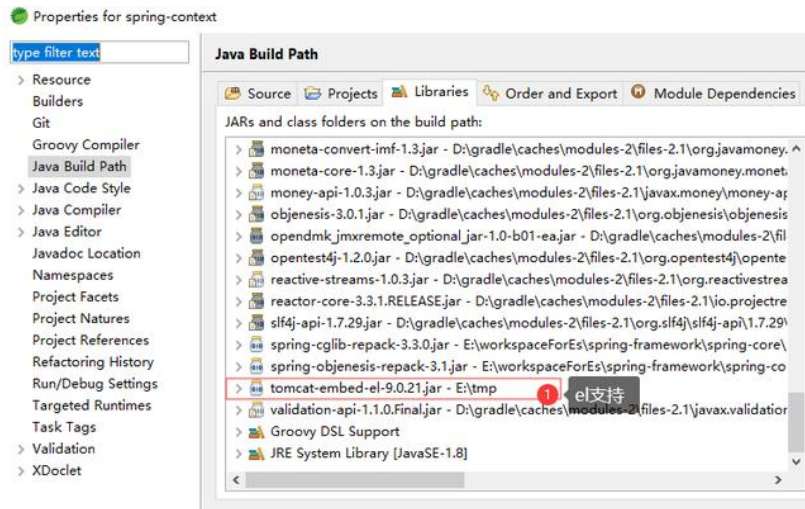 Properties for spring-context
type filter text
Resource
Builders
Git
Groovy Compiler
Java Build Path
Java Code Style
Java Compiler
Java Editor
Javadoc Location
Namespaces
Project Facets
Project Natures
Project References
Refactoring History
Run/Debug Settings
Targeted Runtimes
Task Tags
Validation
XDoclet
Java Build Path
Source Projects Libraries Order and Export Module Dependencies
JARs and class folders on the build path:
moneta-convert-imf-1.3.jar - D:\gradle\caches\modules-2\files-2.1\org.javamoney.
moneta-core-1.3.jar - D:\gradle\caches\modules-2\files-2.1\org.javamoney.moneta
money-api-1.0.3.jar - D:\gradle\caches\modules-2\files-2.1\javax.money\money-ap
objenesis-3.0.1.jar - D:\gradle\caches\modules-2\files-2.1\org.objenesis\objenesis
opendmk_jmxremote_optional_jar-1.0-b01-ea.jar - D:\gradle\caches\modules-2\fil
opentest4j-1.2.0.jar - D:\gradle\caches\modules-2\files-2.1\org.opentest4j\opente
reactive-streams-1.0.3.jar - D:\gradle\caches\modules-2\files-2.1\org.reactivestrea
reactor-core-3.3.1.RELEASE.jar - D:\gradle\caches\modules-2\files-2.1\io.projectre
slf4j-api-1.7.29.jar - D:\gradle\caches\modules-2\files-2.1\org.slf4j\slf4j-api\1.7.29\
spring-cglib-repack-3.3.0.jar - E:\workspaceForEs\spring-framework\spring-core\
spring-objenesis-repack-3.1.jar - E:\workspaceForEs\spring-framework\spring-co
tomcat-embed-el-9.0.21.jar - E:\tmp 1 el支持
validation-api-1.1.0.Final.jar - D:\gradle\caches\modules-2\files-2.1\javax.validation
Groovy DSL Support
JRE System Library [JavaSE-1.8]